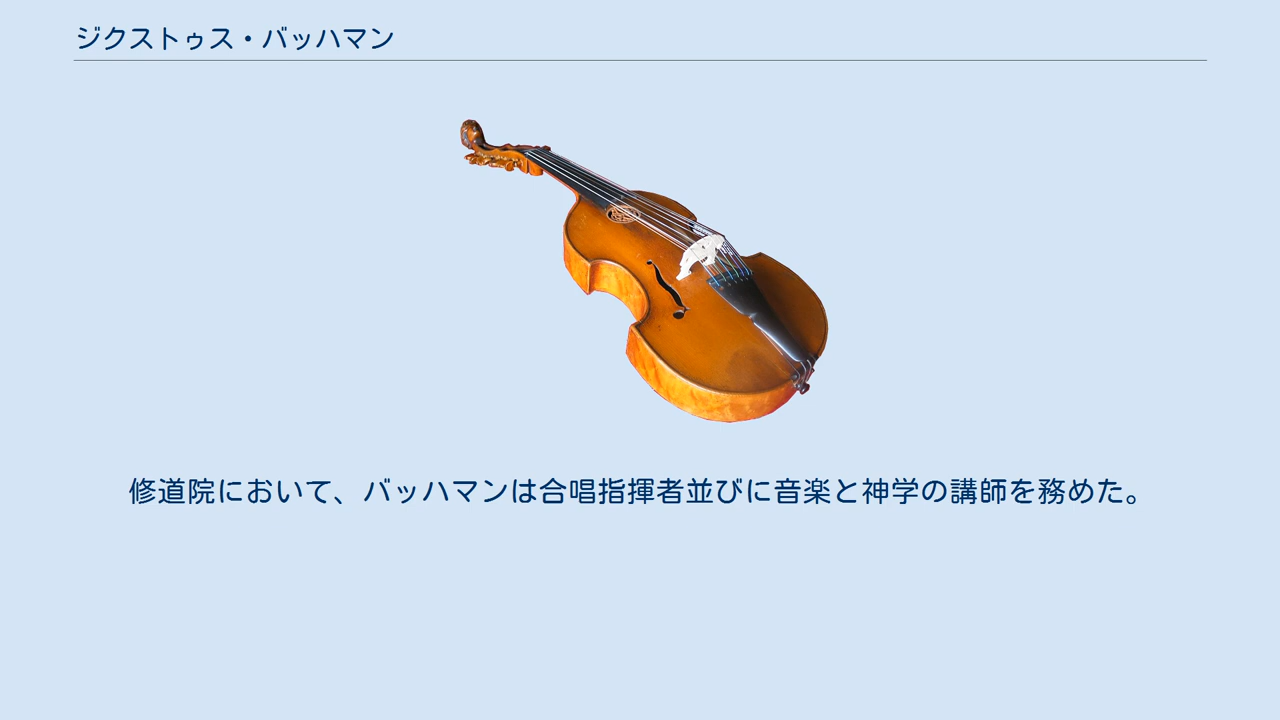 ジクストゥス・バッハマン
修道院において、バッハマンは合唱指揮者並びに音楽と神学の講師を務めた。